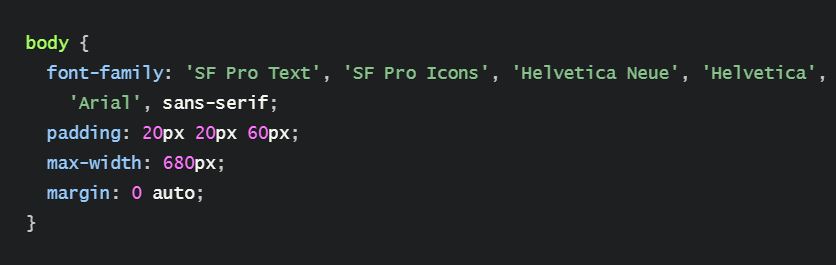 body {
  font-family: 'SF Pro Text', 'SF Pro Icons', 'Helvetica Neue', 'Helvetica',
    'Arial', sans-serif;
  padding: 20px 20px 60px;
  max-width: 680px;
  margin: 0 auto;
}